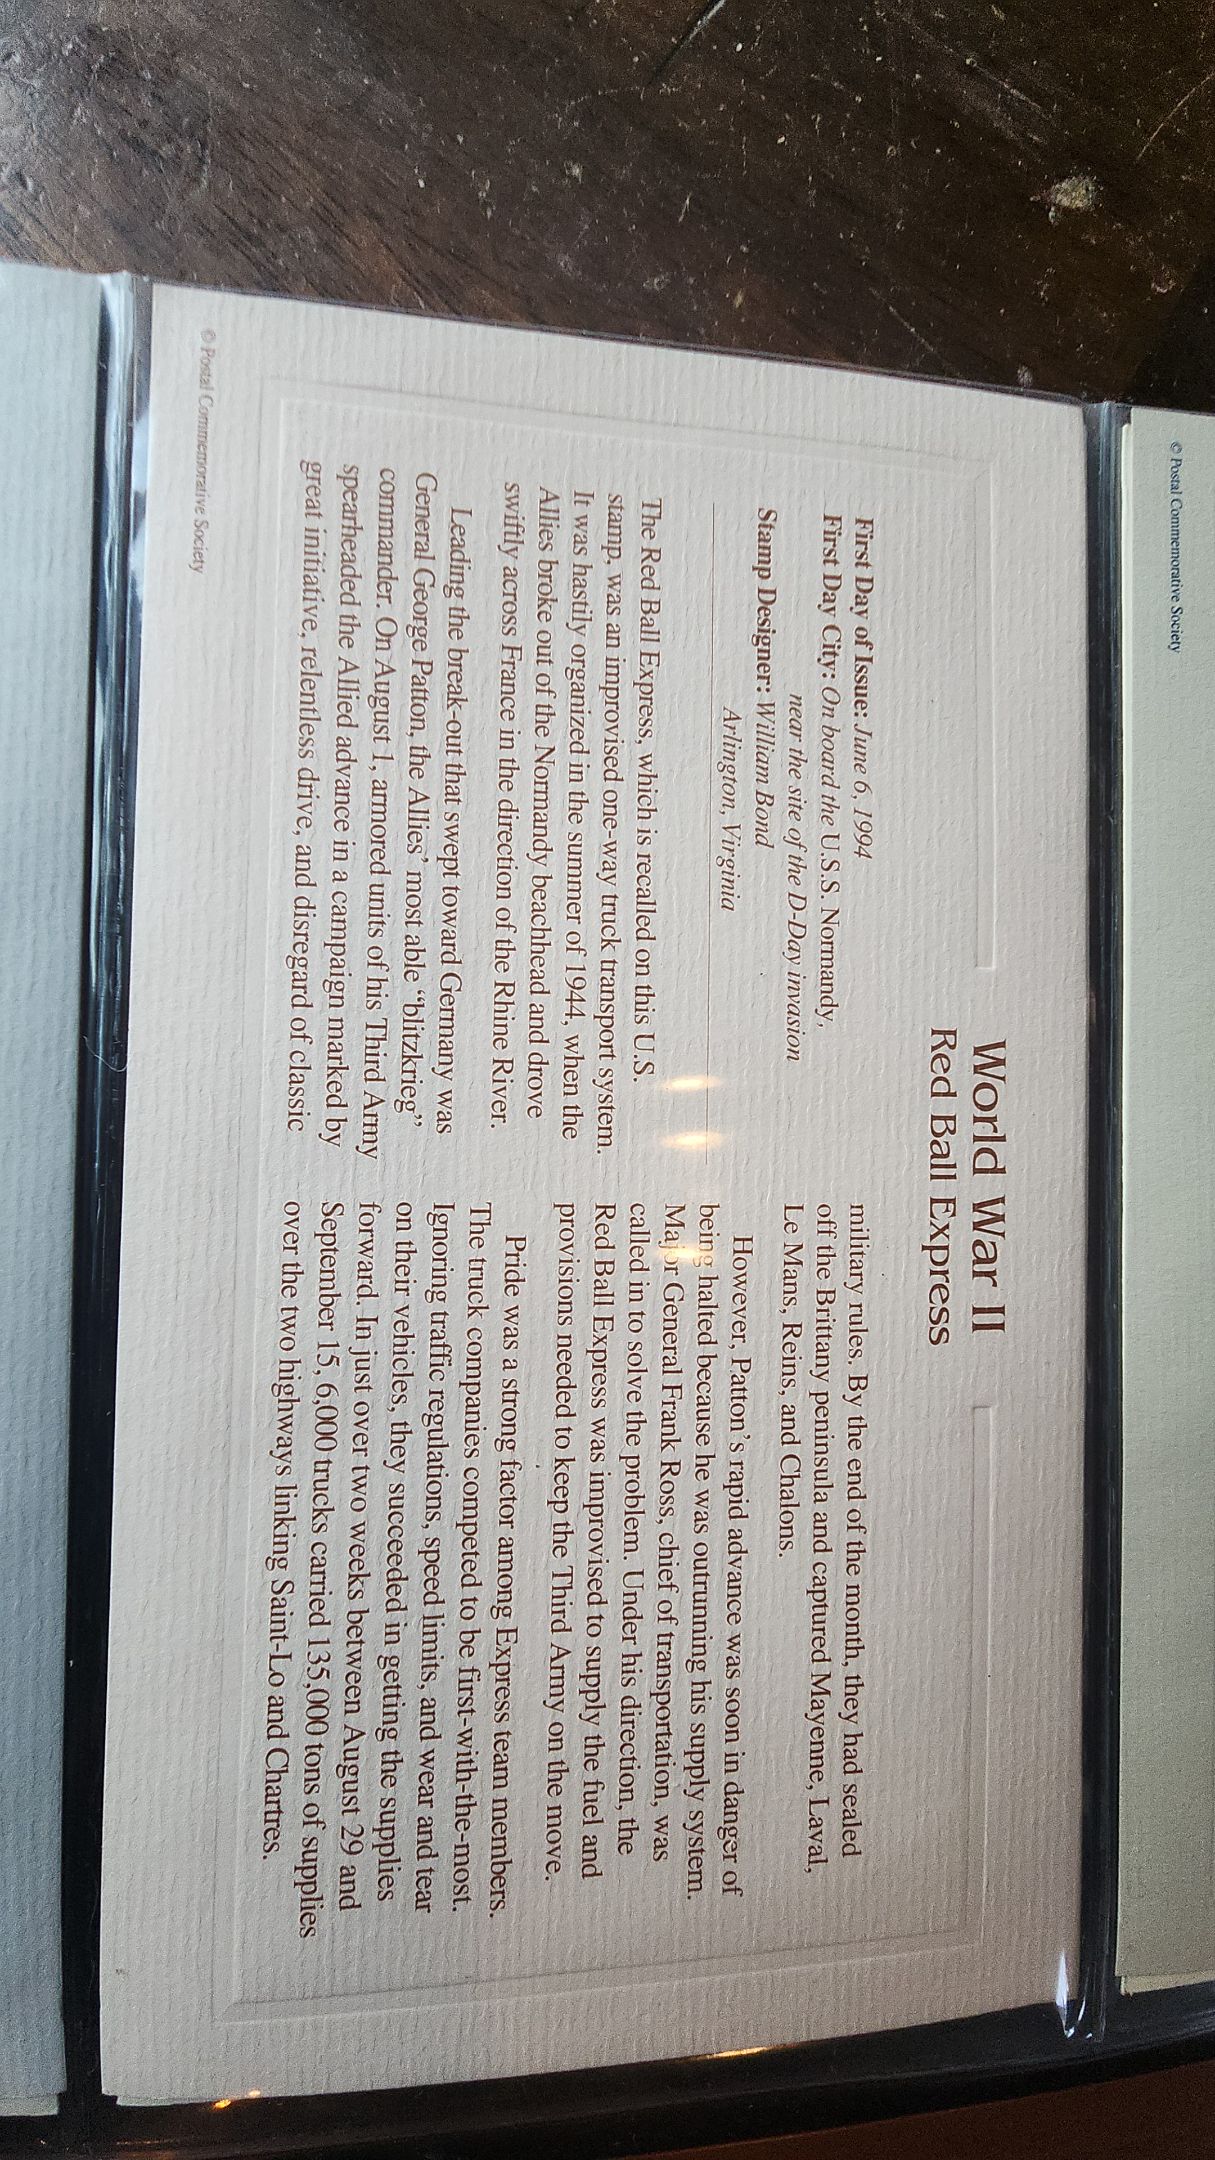 © Postal Commemorative Society
World War II
Red Ball Express
First Day of Issue: June 6, 1994
First Day City: On board the U.S.S. Normandy,
near the site of the D-Day invasion
Stamp Designer: William Bond
Arlington, Virginia
The Red Ball Express, which is recalled on this U.S.
stamp, was an improvised one-way truck transport system.
It was hastily organized in the summer of 1944, when the
Allies broke out of the Normandy beachhead and drove
swiftly across France in the direction of the Rhine River.
Leading the break-out that swept toward Germany was
General George Patton, the Allies' most able “blitzkrieg”
commander. On August 1, armored units of his Third Army
spearheaded the Allied advance in a campaign marked by
great initiative, relentless drive, and disregard of classic
military rules. By the end of the month, they had sealed
off the Brittany peninsula and captured Mayenne, Laval,
Le Mans, Reins, and Chalons.
However, Patton's rapid advance was soon in danger of
being halted because he was outrunning his supply system.
Major General Frank Ross, chief of transportation, was
called in to solve the problem. Under his direction, the
Red Ball Express was improvised to supply the fuel and
provisions needed to keep the Third Army on the move.
Pride was a strong factor among Express team members.
The truck companies competed to be first-with-the-most.
Ignoring traffic regulations, speed limits, and wear and tear
on their vehicles, they succeeded in getting the supplies
forward. In just over two weeks between August 29 and
September 15, 6,000 trucks carried 135,000 tons of supplies
over the two highways linking Saint-Lo and Chartres.
© Postal Commemorative Society